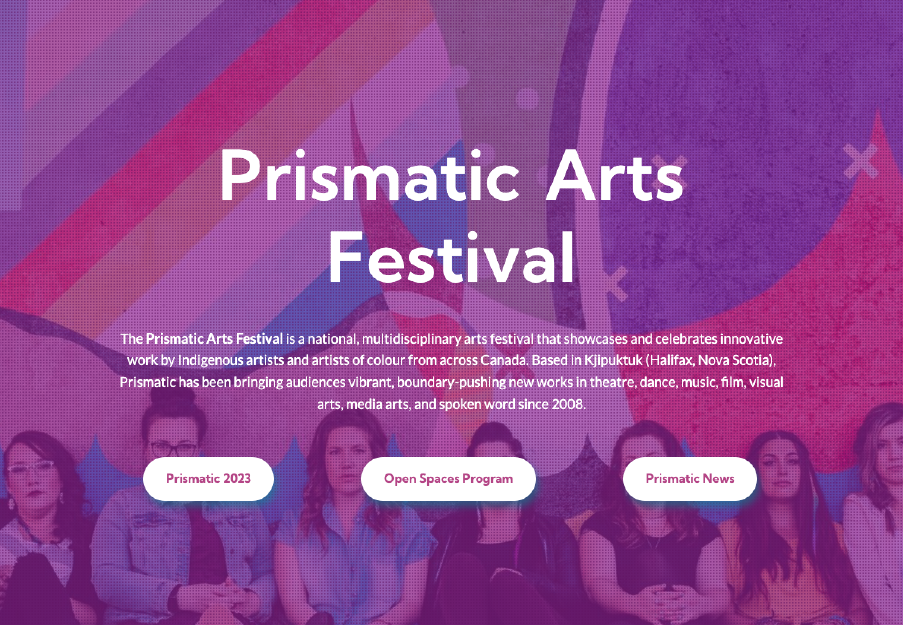 Prismatic Arts
Festival
The Prismatic Arts Festival is a national, multidisciplinary arts festival that showcases and celebrates innovative
work by Indigenous artists and artists of colour from across Canada. Based in Kjipuktuk (Halifax, Nova Scotia),
Prismatic has been bringing audiences vibrant, boundary-pushing new works in theatre, dance, music, film, visual
arts, media arts, and spoken word since 2008.
Prismatic 2023
Open Spaces Program
Prismatic News